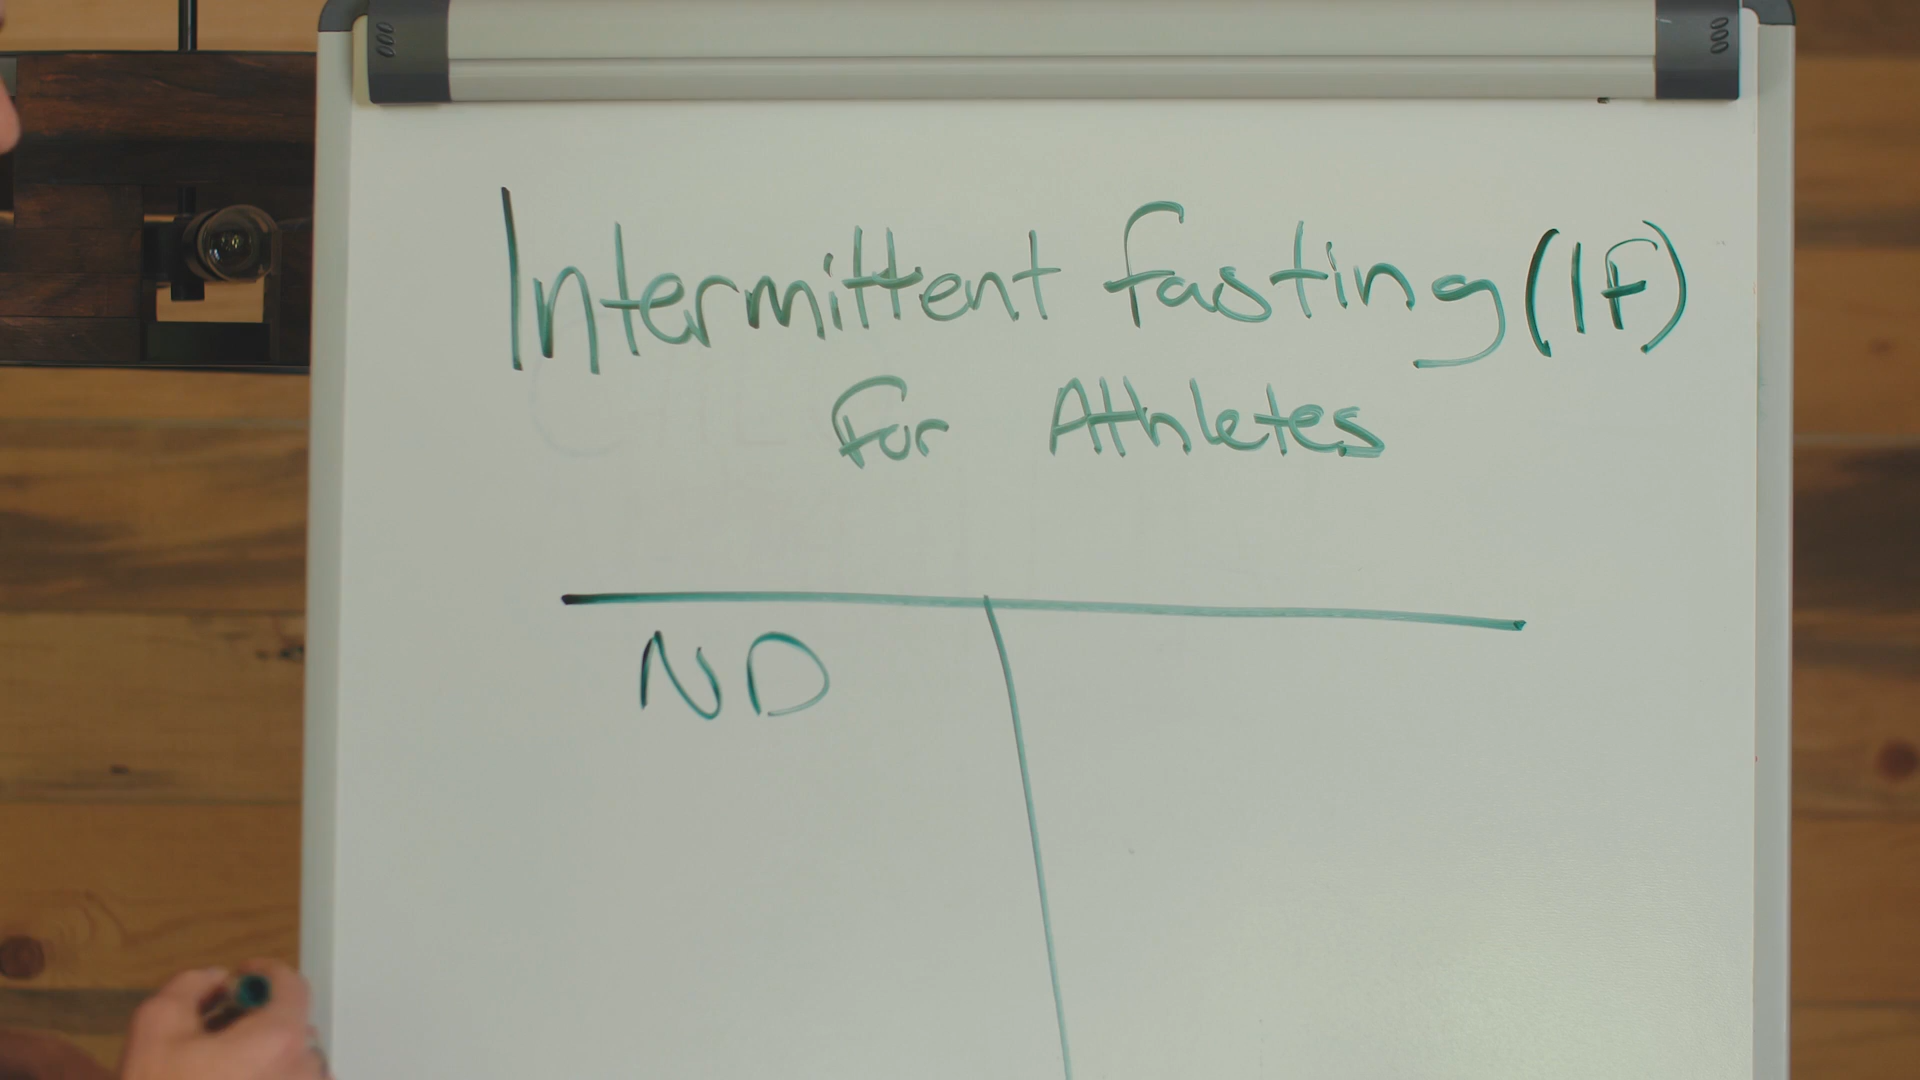 Intermittent Fasting (IF)
For Athletes
ND